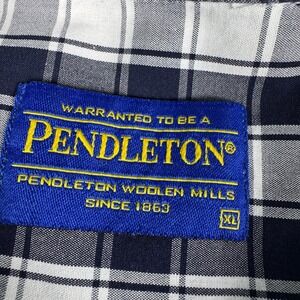 WARRANTED TO BE A
PENDLETON®
PENDLETON WOOLEN MILLS
SINCE 1863
XL